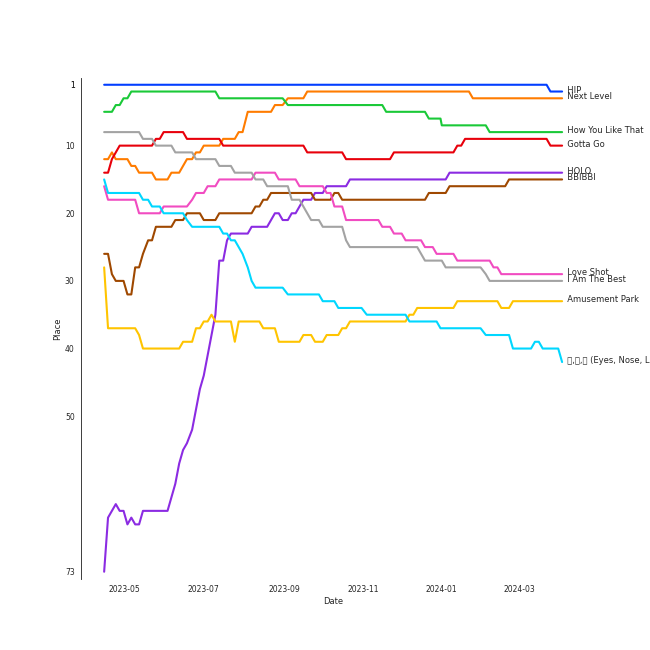 1
10
20
30
40
50
73
Place
2023-05
2023-07
2023-09
2023-11
2024-01
2024-03
Date
HIP
Next Level
How You Like That
Gotta Go
HOLO
BBIBBI
Love Shot
I Am The Best
Amusement Park
(Eyes, Nose, L